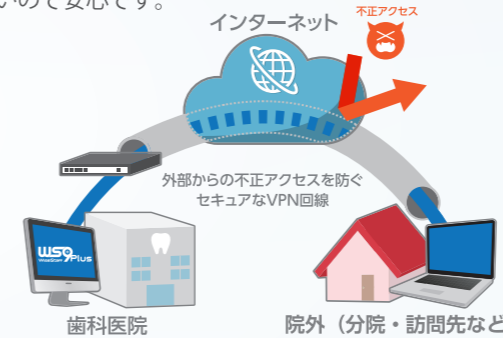 いので安心です。
インターネット
不正アクセス
外部からの不正アクセスを防ぐ
セキュアなVPN回線
WS9Plus
歯科医院
院外（分院・訪問先など